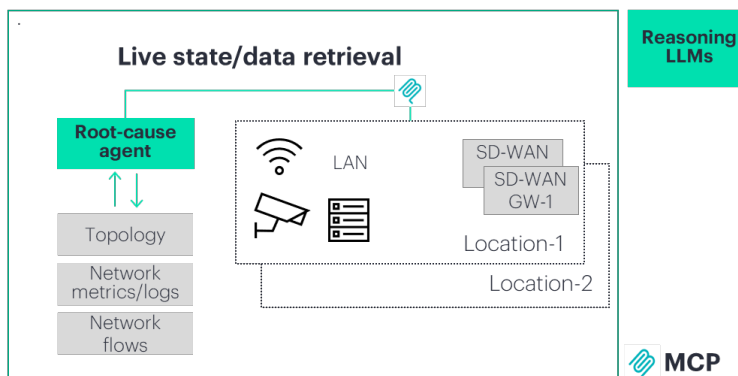 Live state/data retrieval
Reasoning
LLMs
Root-cause
agent
LAN
SD-WAN
SD-WAN
GW-1
Topology
Location-1
Network
metrics/logs
Location-2
Network
flows
MCP